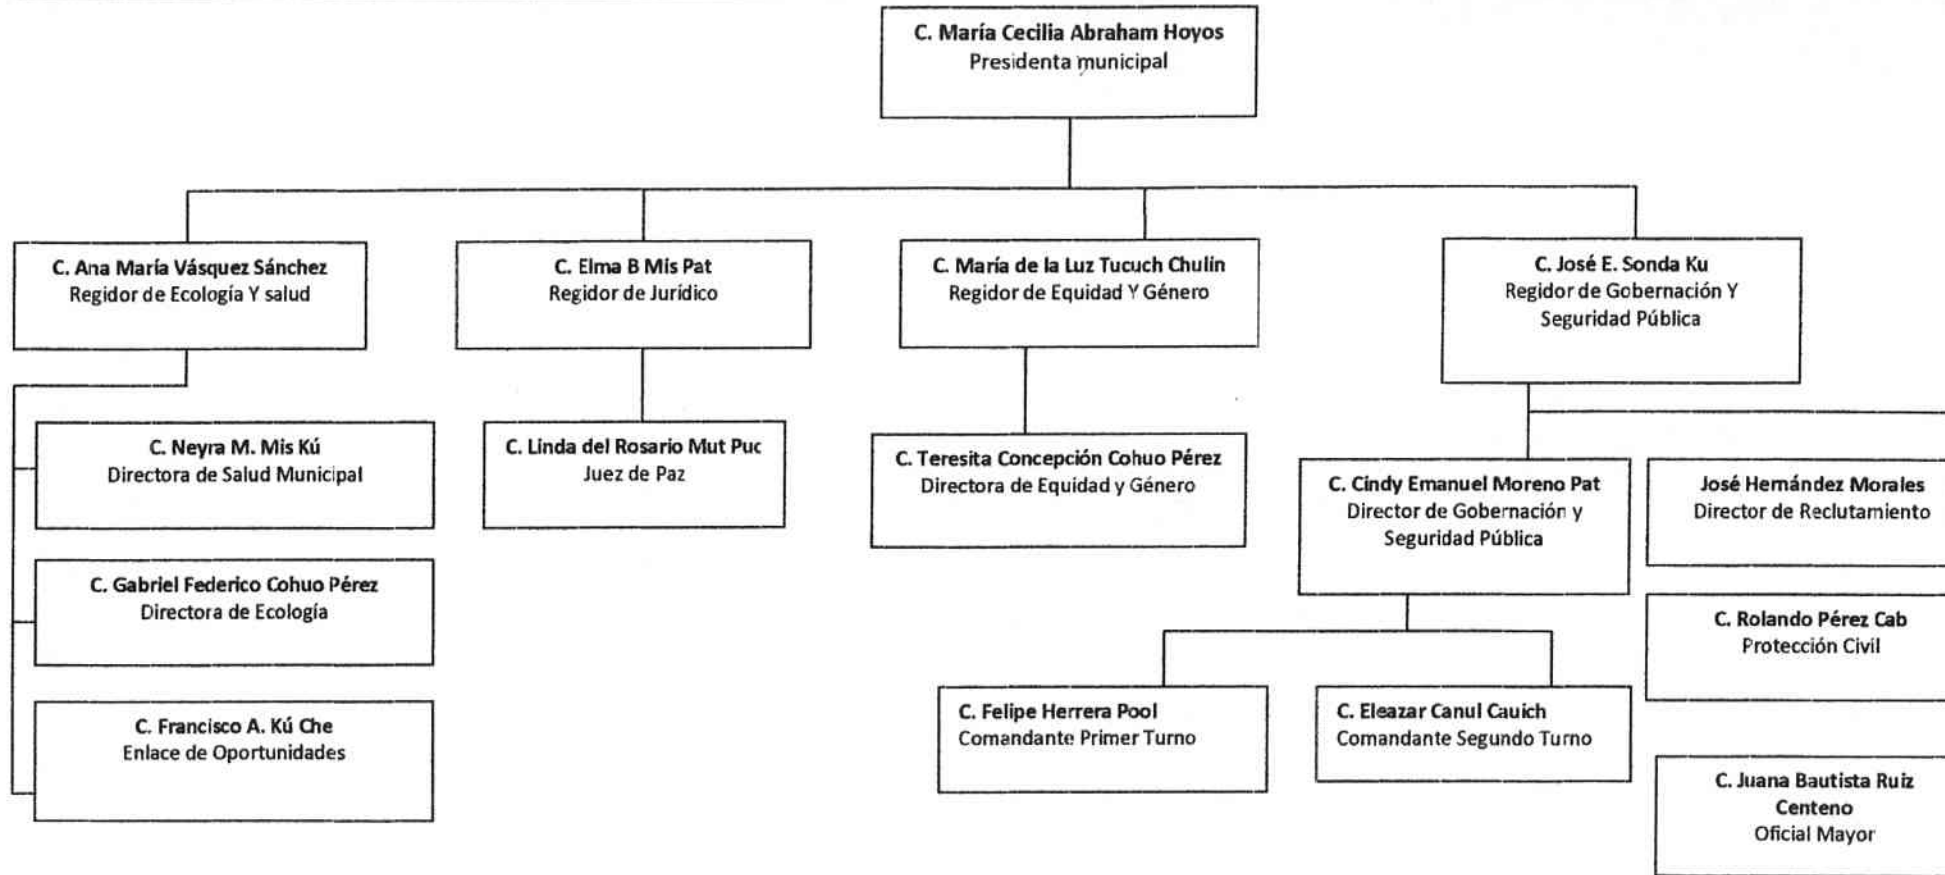 C. María Cecilia Abraham Hoyos
Presidenta municipal
C. Ana María Vásquez Sánchez
Regidor de Ecología Y salud
C. Elma B Mis Pat
Regidor de Jurídico
C. María de la Luz Tucuch Chulin
Regidor de Equidad Y Género
C. José E. Sonda Ku
Regidor de Gobernación Y
Seguridad Pública
C. Neyra M. Mis Kú
Directora de Salud Municipal
C. Linda del Rosario Mut Puc
Juez de Paz
C. Teresita Concepción Cohuo Pérez
Directora de Equidad y Género
C. Cindy Emanuel Moreno Pat
Director de Gobernación y
Seguridad Pública
José Hernández Morales
Director de Reclutamiento
C. Gabriel Federico Cohuo Pérez
Directora de Ecología
C. Rolando Pérez Cab
Protección Civil
C. Francisco A. Kú Che
Enlace de Oportunidades
C. Felipe Herrera Pool
Comandante Primer Turno
C. Eleazar Canul Cauich
Comandante Segundo Turno
C. Juana Bautista Ruiz
Centeno
Oficial Mayor